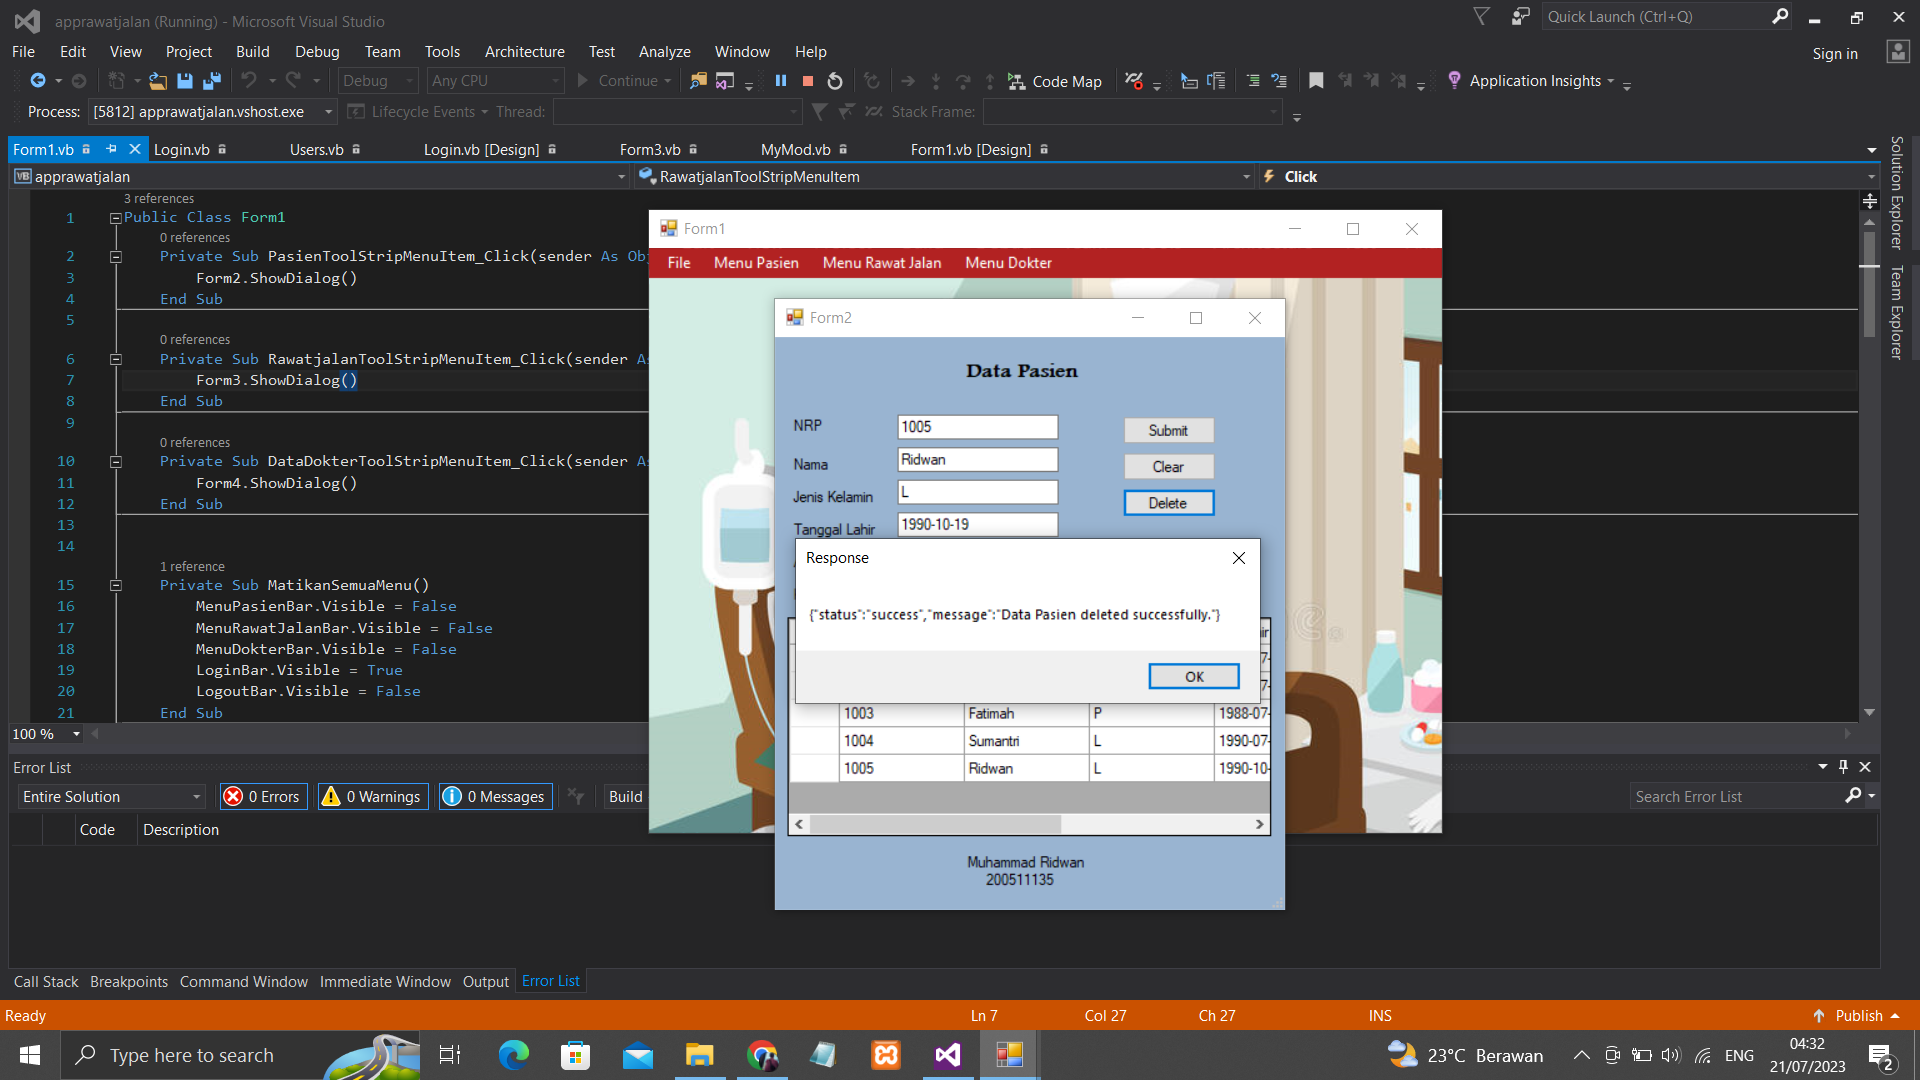 apprawatjalan (Running) - Microsoft Visual Studio
Quick Launch (Ctrl+Q)
File Edit View Project Build Debug Team Tools Architecture Test Analyze Window Help
Sign in
Debug Any CPU Continue Code Map Application Insights
Process: [5812] apprawatjalan.vshost.exe Lifecycle Events Thread: Stack Frame:
Form1.vb Login.vb Users.vb Login.vb [Design] Form3.vb MyMod.vb Form1.vb [Design]
VB apprawatjalan RawatjalanToolStripMenuItem Click
Solution Explorer
Team Explorer
3 references
1 Public Class Form1
0 references
2 Private Sub PasienToolStripMenuItem_Click(sender As Ob
3 Form2.ShowDialog()
4 End Sub
5
0 references
6 Private Sub RawatjalanToolStripMenuItem_Click(sender As
7 Form3.ShowDialog()
8 End Sub
9
0 references
10 Private Sub DataDokterToolStripMenuItem_Click(sender As
11 Form4.ShowDialog()
12 End Sub
13
14
1 reference
15 Private Sub MatikanSemuaMenu()
16 MenuPasienBar.Visible = False
17 MenuRawatJalanBar.Visible = False
18 MenuDokterBar.Visible = False
19 LoginBar.Visible = True
20 LogoutBar.Visible = False
21 End Sub
100 %
Form1
File Menu Pasien Menu Rawat Jalan Menu Dokter
Form2
Data Pasien
NRP 1005 Submit
Nama Ridwan Clear
Jenis Kelamin L Delete
Tanggal Lahir 1990-10-19
Response
{"status":"success","message":"Data Pasien deleted successfully."}
OK
1003 Fatimah P 1988-07-
1004 Sumantri L 1990-07-
1005 Ridwan L 1990-10-
Muhammad Ridwan
200511135
Error List
Entire Solution 0 Errors 0 Warnings 0 Messages Build
Search Error List
Code Description
Call Stack Breakpoints Command Window Immediate Window Output Error List
Ready Ln 7 Col 27 Ch 27 INS Publish
Type here to search
23°C Berawan ENG
04:32
21/07/2023
2